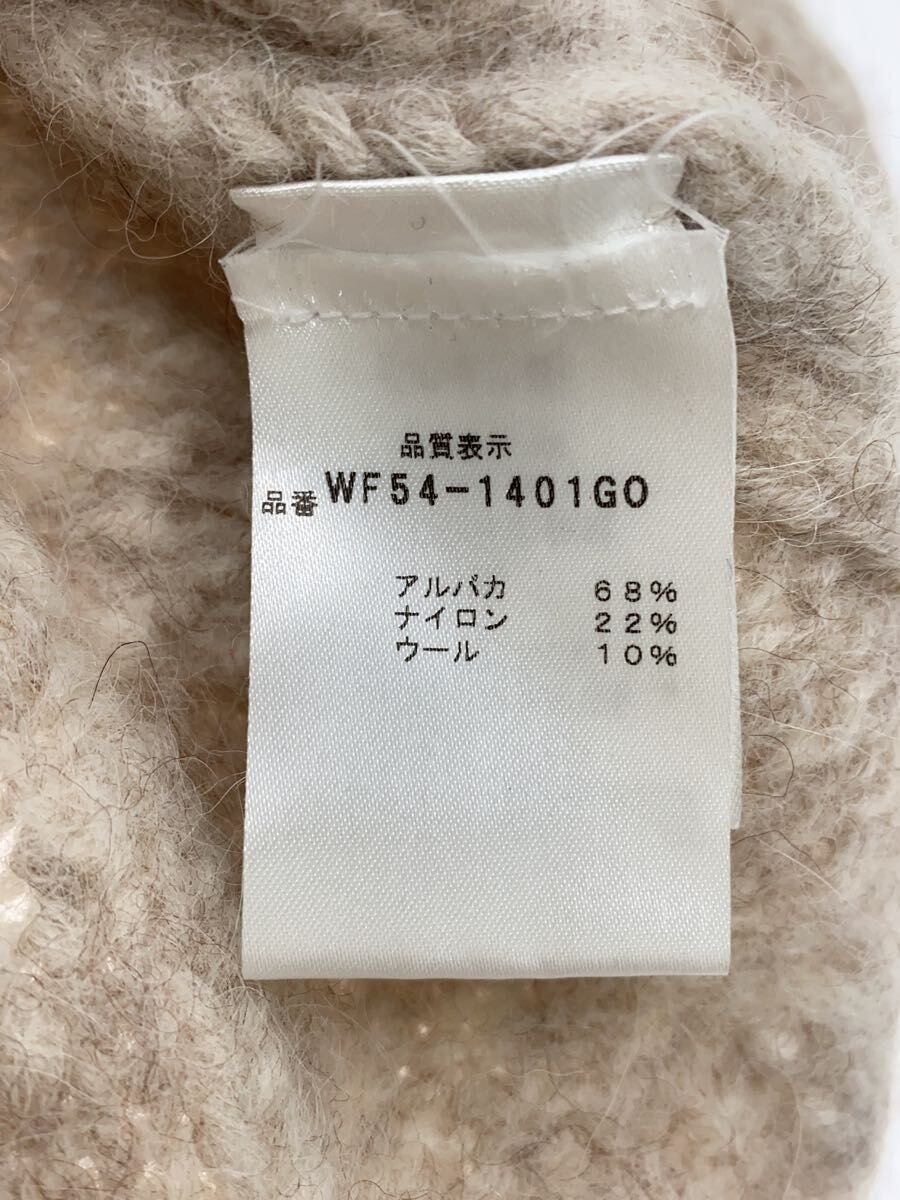 品質表示
品番 WF54-1401GO
アルパカ 68%
ナイロン 22%
ウール 10%